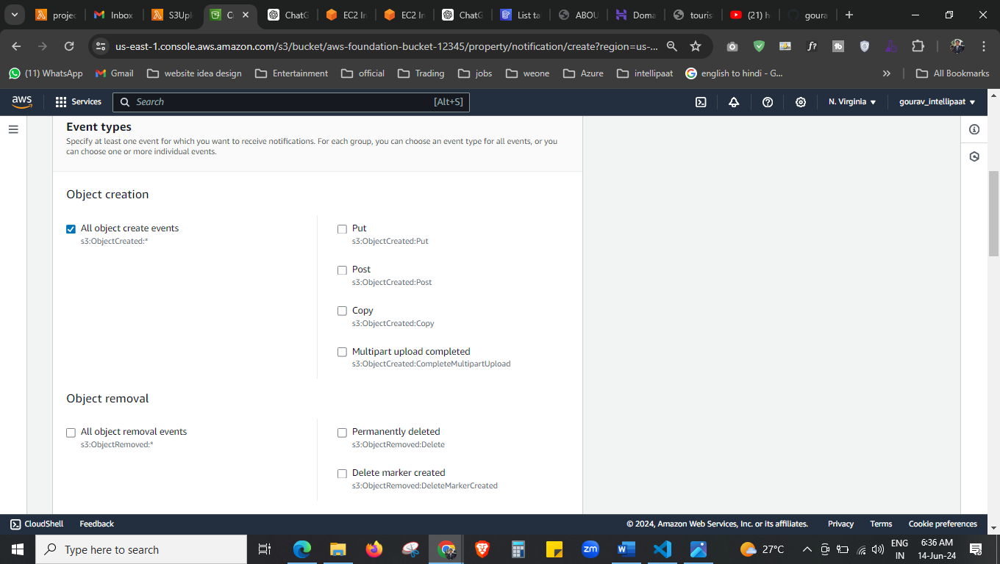 projec
Inbox
S3Upl
C
ChatG
EC2 In
EC2 In
ChatG
List ta
ABOU
Doma
touris
(21) h
goura
us-east-1.console.aws.amazon.com/s3/bucket/aws-foundation-bucket-12345/property/notification/create?region=us-...
(11) WhatsApp
Gmail
website idea design
Entertainment
official
Trading
jobs
weone
Azure
intellipaat
english to hindi - G...
All Bookmarks
aws
Services
Search
[Alt+S]
N. Virginia
gourav_intellipaat
Event types
Specify at least one event for which you want to receive notifications. For each group, you can choose an event type for all events, or you
can choose one or more individual events.
Object creation
All object create events
s3:ObjectCreated:*
Put
s3:ObjectCreated:Put
Post
s3:ObjectCreated:Post
Copy
s3:ObjectCreated:Copy
Multipart upload completed
s3:ObjectCreated:CompleteMultipartUpload
Object removal
All object removal events
s3:ObjectRemoved:*
Permanently deleted
s3:ObjectRemoved:Delete
Delete marker created
s3:ObjectRemoved:DeleteMarkerCreated
CloudShell
Feedback
© 2024, Amazon Web Services, Inc. or its affiliates.
Privacy
Terms
Cookie preferences
Type here to search
zm
27°C
ENG
IN
6:36 AM
14-Jun-24